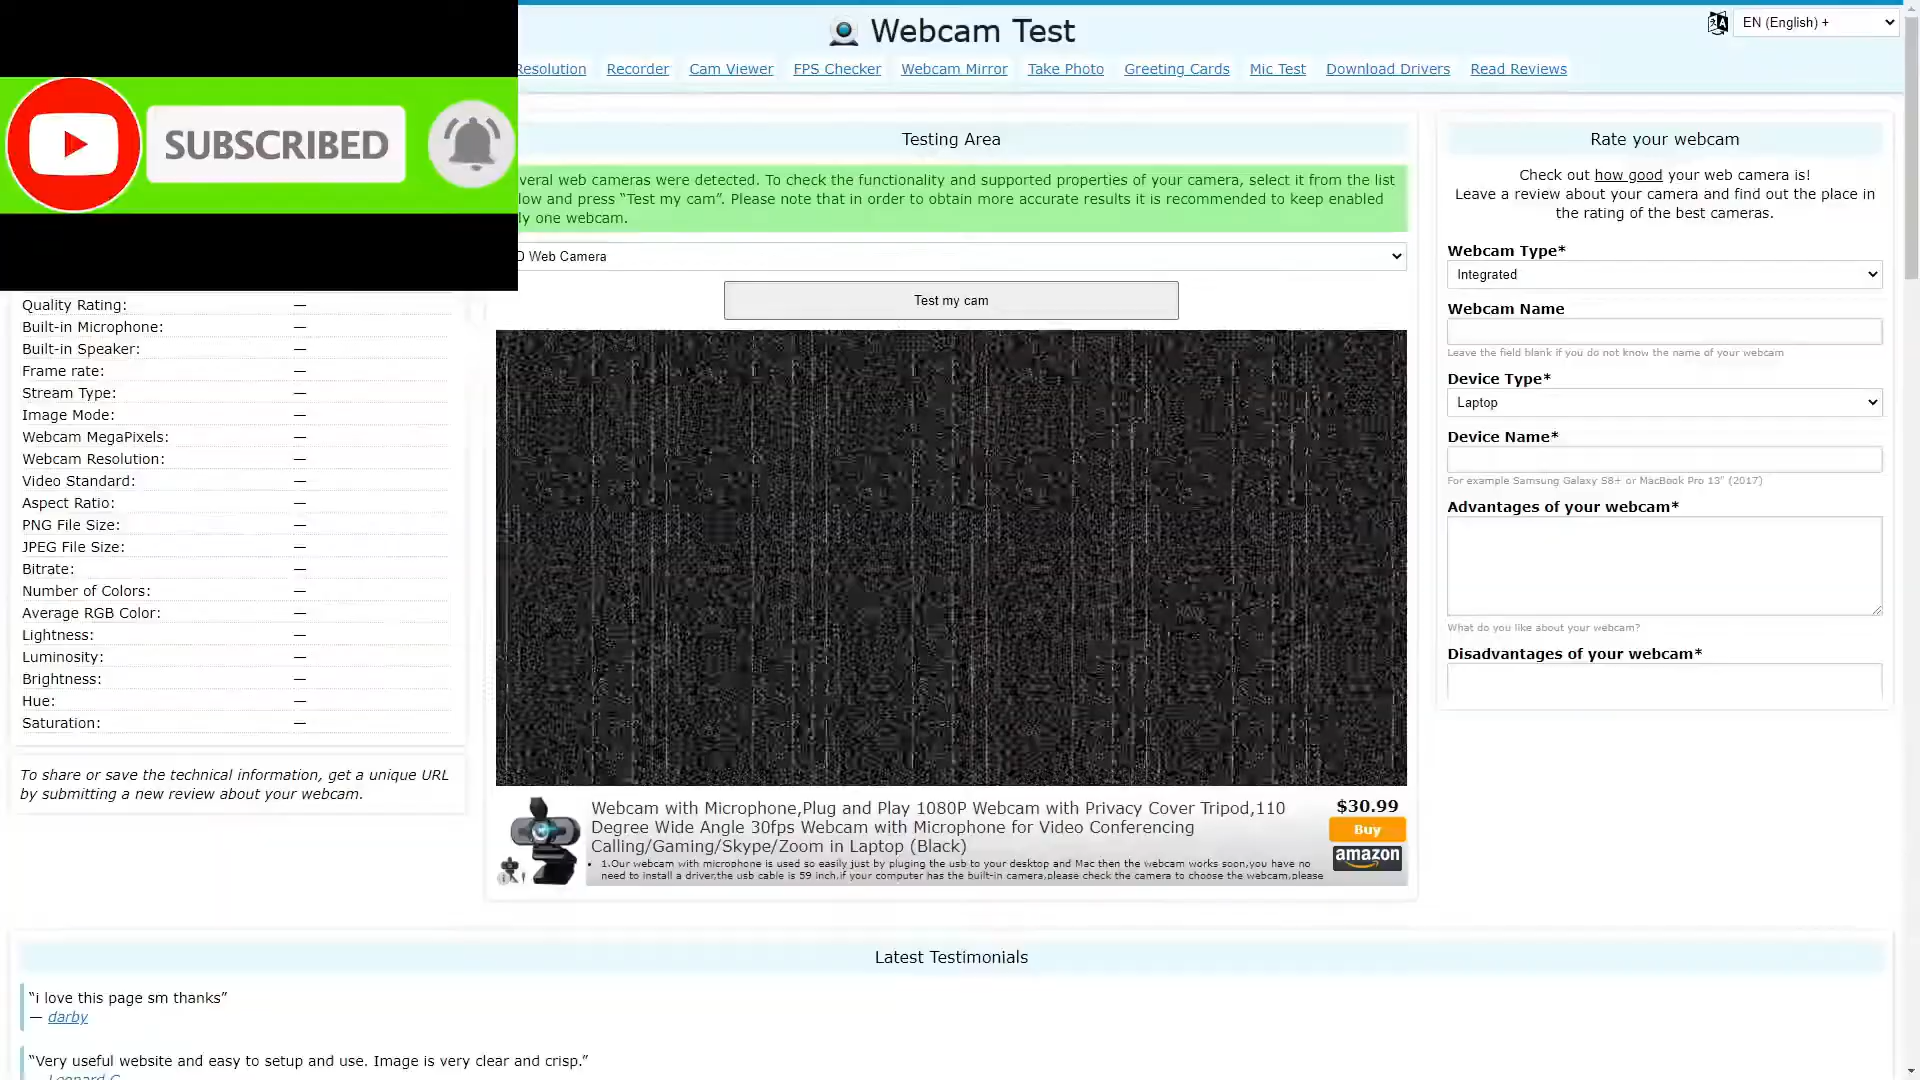 Webcam Test
EN (English) +
Resolution Recorder Cam Viewer FPS Checker Webcam Mirror Take Photo Greeting Cards Mic Test Download Drivers Read Reviews
SUBSCRIBED
Quality Rating: —
Built-in Microphone: —
Built-in Speaker: —
Frame rate: —
Stream Type: —
Image Mode: —
Webcam MegaPixels: —
Webcam Resolution: —
Video Standard: —
Aspect Ratio: —
PNG File Size: —
JPEG File Size: —
Bitrate: —
Number of Colors: —
Average RGB Color: —
Lightness: —
Luminosity: —
Brightness: —
Hue: —
Saturation: —
To share or save the technical information, get a unique URL
by submitting a new review about your webcam.
Testing Area
veral web cameras were detected. To check the functionality and supported properties of your camera, select it from the list
low and press “Test my cam”. Please note that in order to obtain more accurate results it is recommended to keep enabled
ly one webcam.
Web Camera
Test my cam
Webcam with Microphone,Plug and Play 1080P Webcam with Privacy Cover Tripod,110
Degree Wide Angle 30fps Webcam with Microphone for Video Conferencing
Calling/Gaming/Skype/Zoom in Laptop (Black)
• 1.Our webcam with microphone is used so easily just by pluging the usb to your desktop and Mac then the webcam works soon,you have no
need to install a driver,the usb cable is 59 inch,if your computer has the built-in camera,please check the camera to choose the webcam,please
$30.99
Buy
amazon
Rate your webcam
Check out how good your web camera is!
Leave a review about your camera and find out the place in
the rating of the best cameras.
Webcam Type*
Integrated
Webcam Name
Leave the field blank if you do not know the name of your webcam
Device Type*
Laptop
Device Name*
For example Samsung Galaxy S8+ or MacBook Pro 13" (2017)
Advantages of your webcam*
What do you like about your webcam?
Disadvantages of your webcam*
Latest Testimonials
“i love this page sm thanks”
— darby
“Very useful website and easy to setup and use. Image is very clear and crisp.”
Leonard G